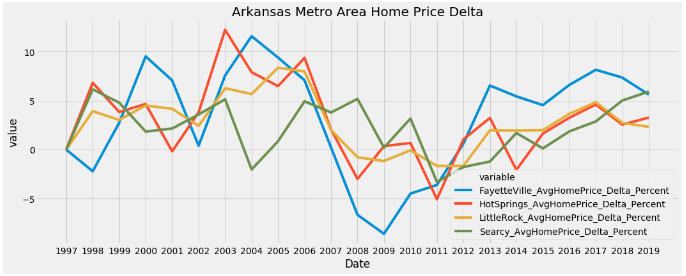 Arkansas Metro Area Home Price Delta
10
5
0
−5
value
variable
FayetteVille_AvgHomePrice_Delta_Percent
HotSprings_AvgHomePrice_Delta_Percent
LittleRock_AvgHomePrice_Delta_Percent
Searcy_AvgHomePrice_Delta_Percent
1997 1998 1999 2000 2001 2002 2003 2004 2005 2006 2007 2008 2009 2010 2011 2012 2013 2014 2015 2016 2017 2018 2019
Date